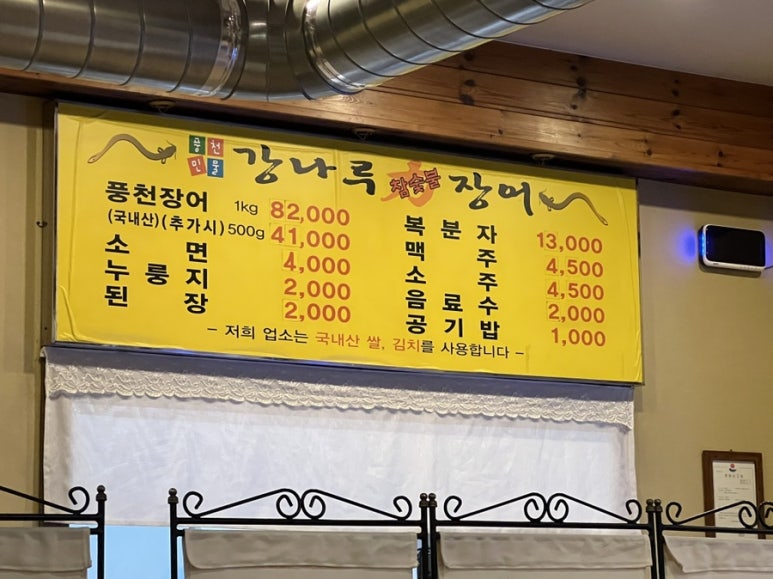 풍천민물 강나루 참숯불 장어
풍천장어 1kg 82,000
(국내산)(추가시) 500g 41,000
소면 4,000
누룽지 2,000
된장 2,000
복분자 13,000
맥주 4,500
소주 4,500
음료수 2,000
공기밥 1,000
- 저희 업소는 국내산 쌀, 김치를 사용합니다 -